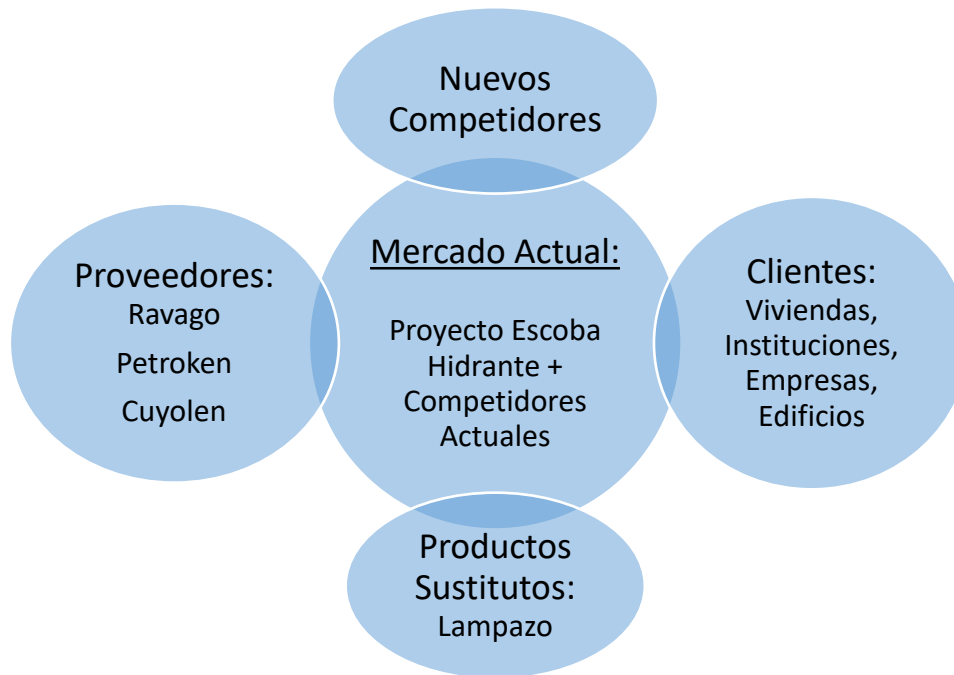 Nuevos
Competidores
Mercado Actual:
Proyecto Escoba
Hidrante +
Competidores
Actuales
Proveedores:
Ravago
Petroken
Cuyolen
Clientes:
Viviendas,
Instituciones,
Empresas,
Edificios
Productos
Sustitutos:
Lampazo